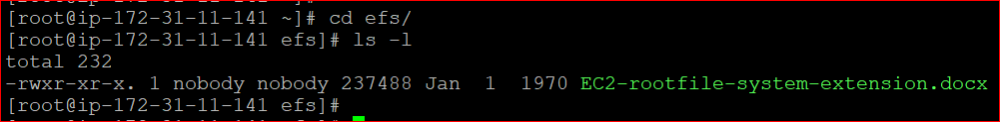 [root@ip-172-31-11-141 ~]# cd efs/
[root@ip-172-31-11-141 efs]# ls -l
total 232
-rwxr-xr-x. 1 nobody nobody 237488 Jan  1  1970 EC2-rootfile-system-extension.docx
[root@ip-172-31-11-141 efs]#